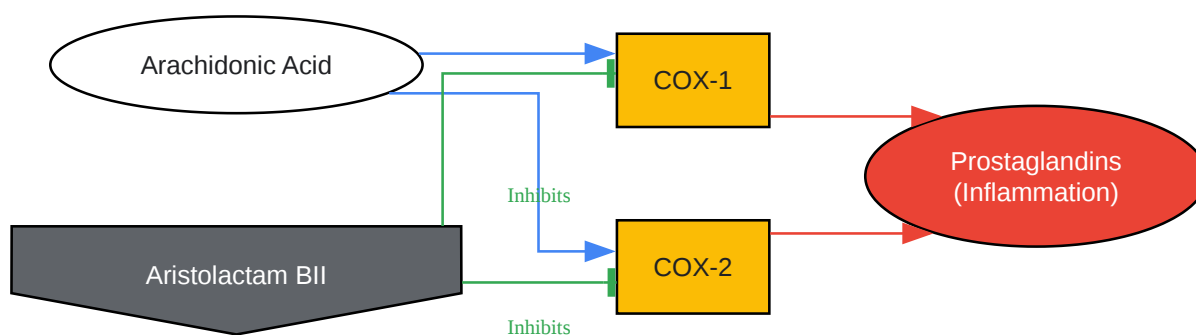 Arachidonic Acid
COX-1
Prostaglandins
(Inflammation)
Inhibits
COX-2
Aristolactam BII
Inhibits